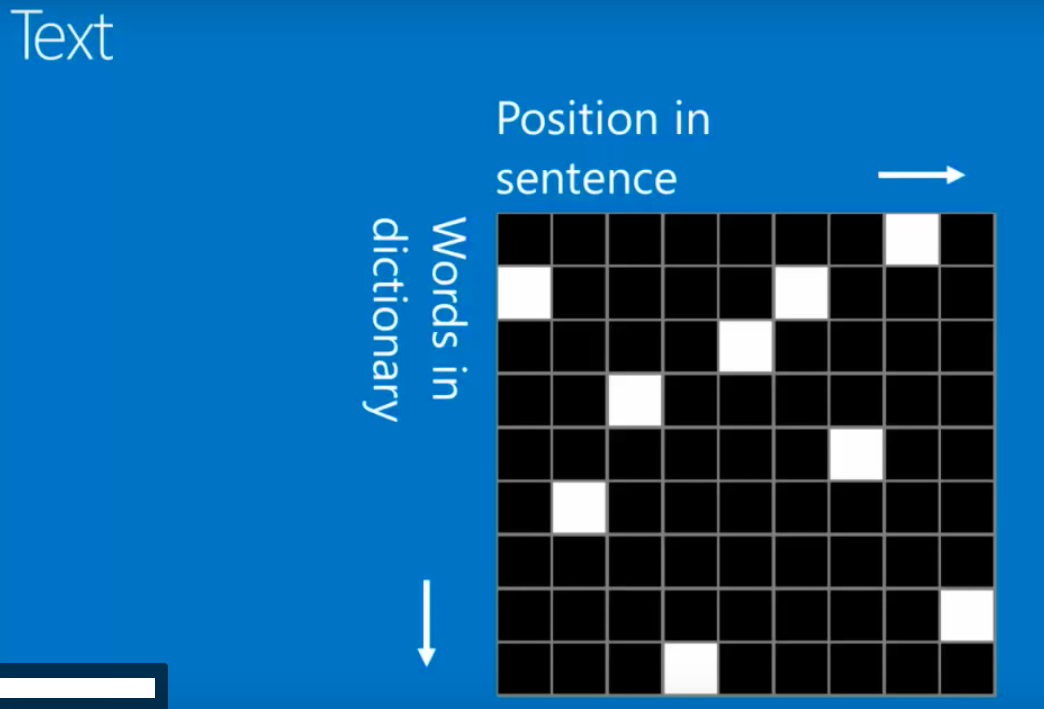 Text
Position in
sentence
Words in
dictionary